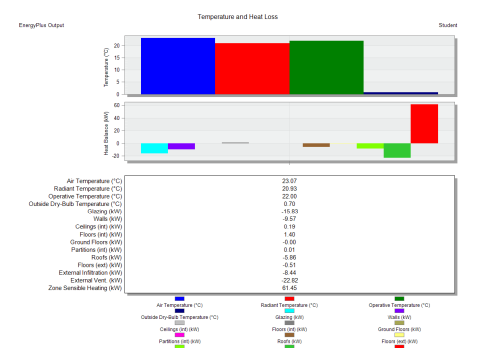 Temperature and Heat Loss
EnergyPlus Output
Student
Temperature (°C)
20
15
10
5
0
Heat Balance (kW)
60
40
20
0
-20
Air Temperature (°C) 23.07
Radiant Temperature (°C) 20.93
Operative Temperature (°C) 22.00
Outside Dry-Bulb Temperature (°C) 0.70
Glazing (kW) -15.83
Walls (kW) -9.57
Ceilings (int) (kW) 0.19
Floors (int) (kW) 1.40
Ground Floors (kW) -0.00
Partitions (int) (kW) 0.01
Roofs (kW) -5.86
Floors (ext) (kW) -0.51
External Infiltration (kW) -8.44
External Vent. (kW) -22.82
Zone Sensible Heating (kW) 61.45
Air Temperature (°C) Radiant Temperature (°C) Operative Temperature (°C)
Outside Dry-Bulb Temperature (°C) Glazing (kW) Walls (kW)
Ceilings (int) (kW) Floors (int) (kW) Ground Floors (kW)
Partitions (int) (kW) Roofs (kW) Floors (ext) (kW)